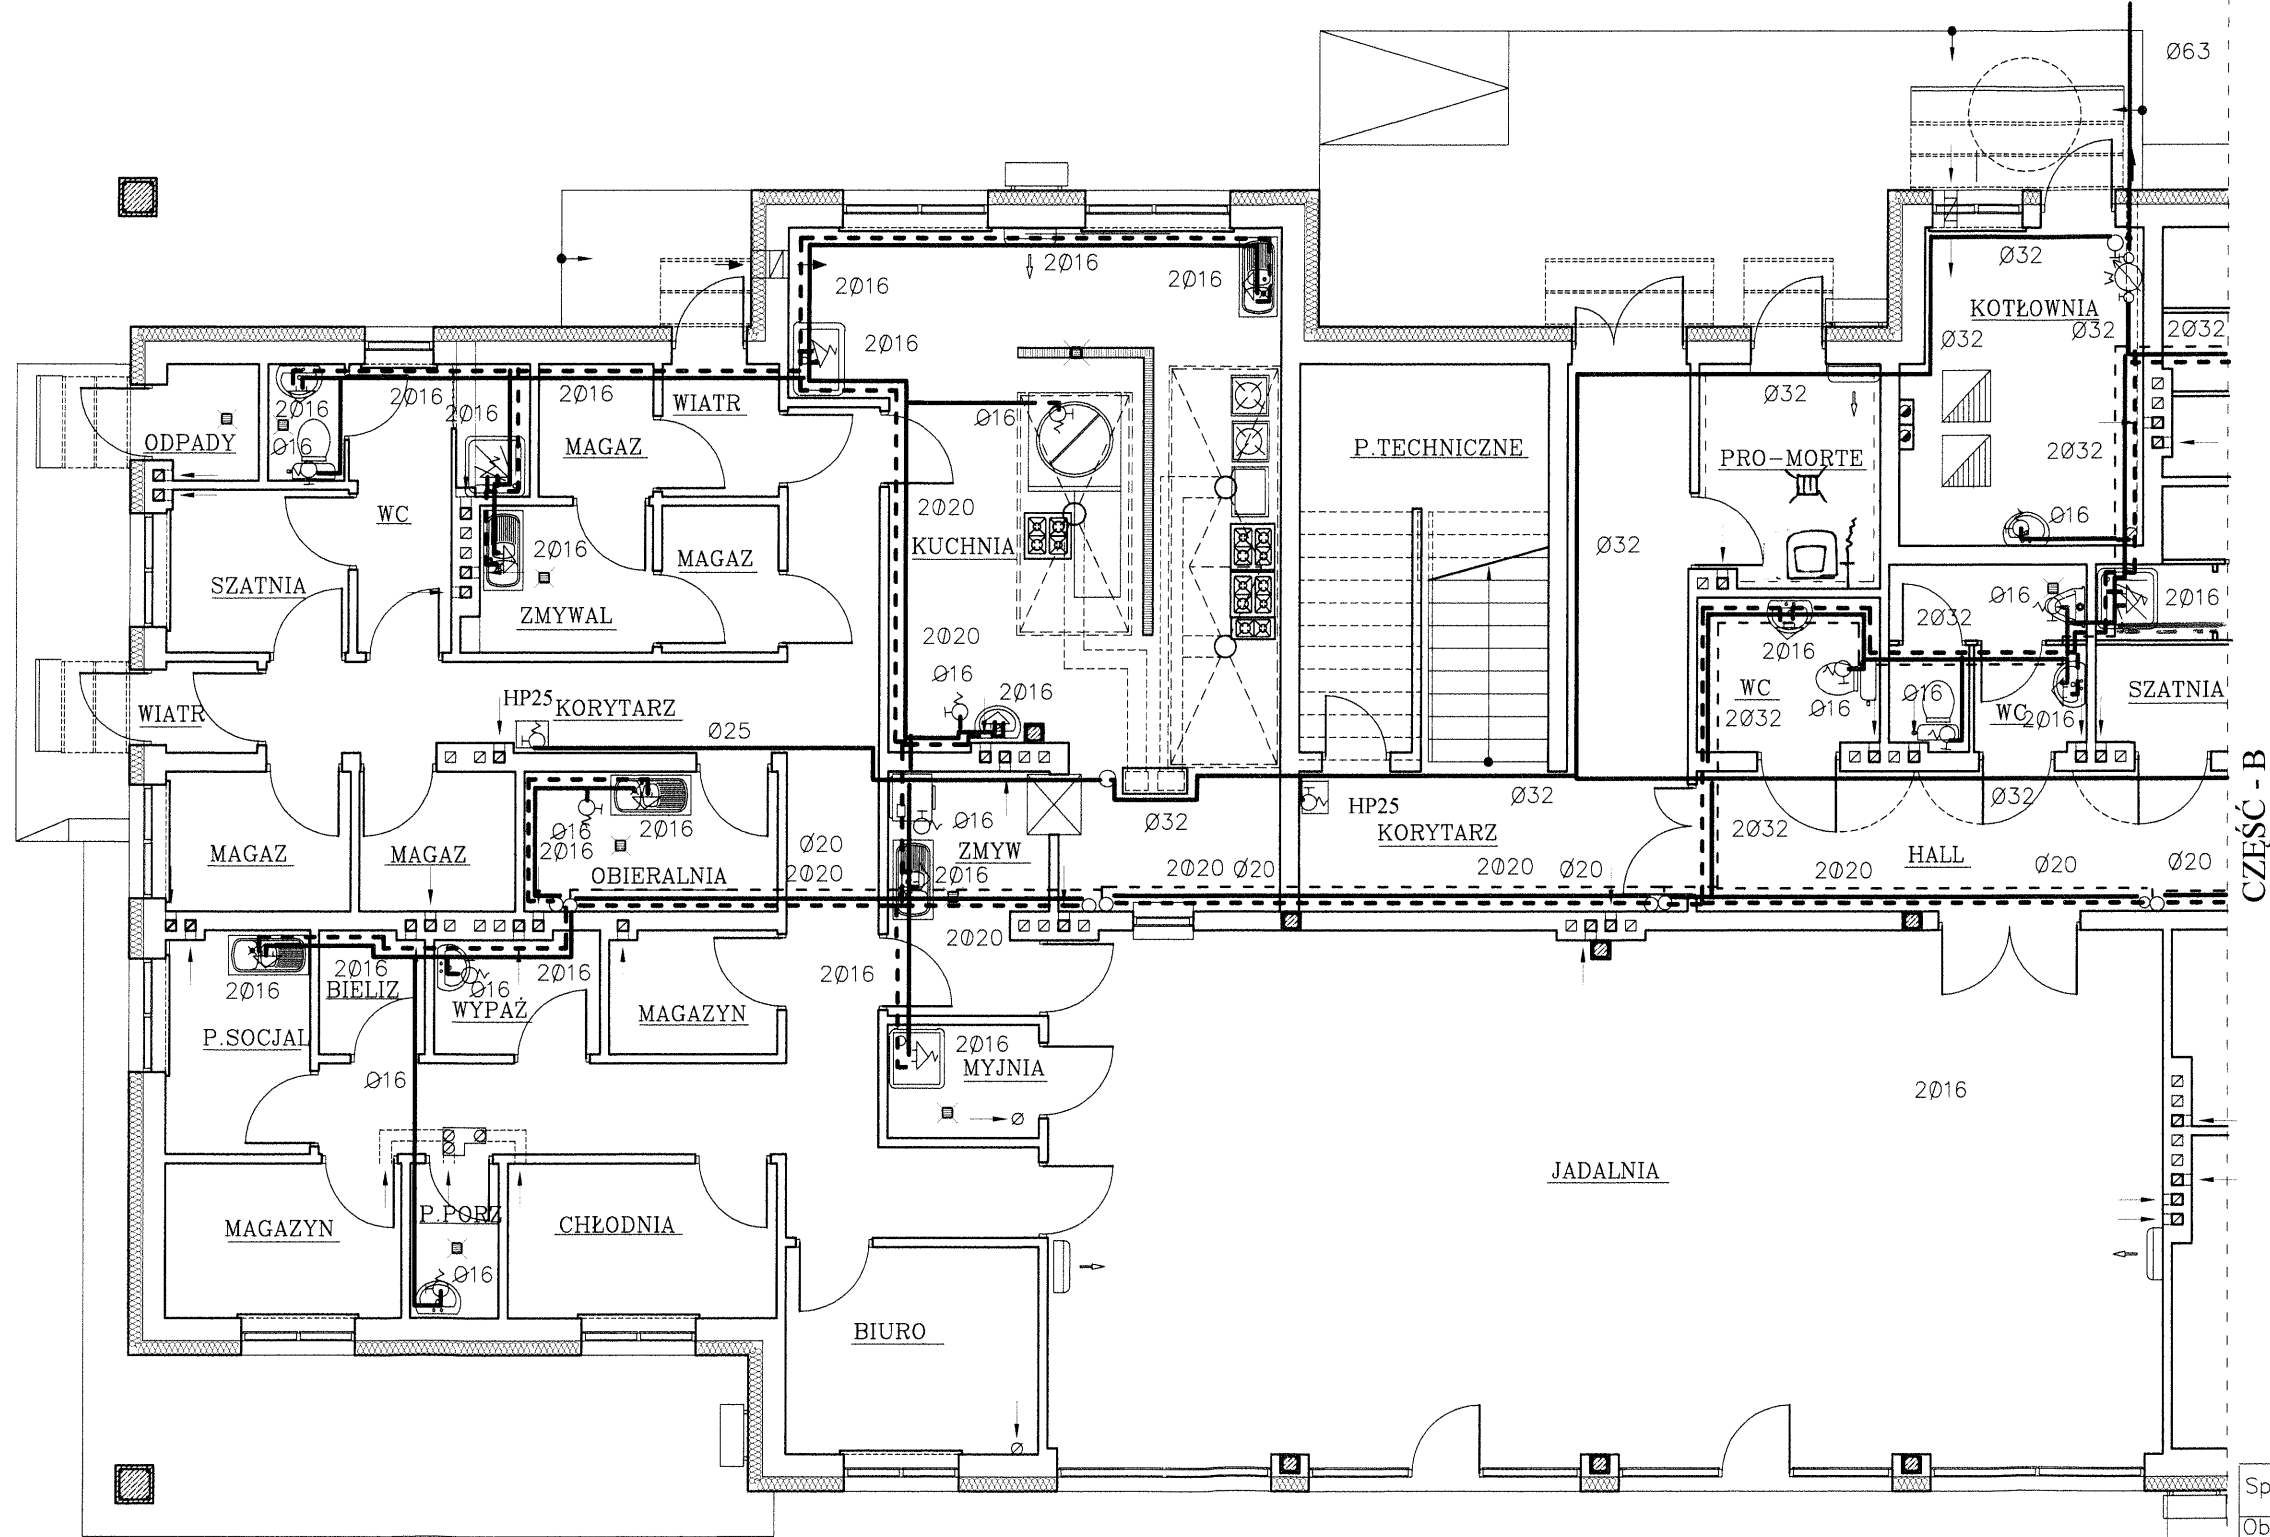 Ø63
2Ø16
2Ø16
2Ø16
Ø32
KOTŁOWNIA
Ø32
Ø32
2Ø32
2Ø16
2Ø16
2Ø16
2Ø16
2Ø16
WIATR
Ø16
Ø32
2Ø16
Ø16
ODPADY
MAGAZ
P.TECHNICZNE
PRO-MORTE
2Ø32
WC
2Ø20
Ø16
2Ø16
KUCHNIA
Ø32
MAGAZ
SZATNIA
ZMYWAL
2Ø20
Ø16
2Ø32
2Ø16
2Ø16
Ø16
2Ø16
WC
2Ø32
Ø16
Ø16
WC
2Ø16
SZATNIA
HP25
WIATR
KORYTARZ
Ø25
CZĘŚĆ - B
HP25
KORYTARZ
Ø32
Ø32
Ø32
2Ø32
Ø16
2Ø16
2Ø16
Ø16
ZMYW
Ø20
2Ø20
MAGAZ
MAGAZ
OBIERALNIA
2Ø16
2Ø20
Ø20
2Ø20
Ø20
2Ø20
HALL
Ø20
Ø20
2Ø20
2Ø16
2Ø16
BIELIZ
Ø16
WYPAŻ
2Ø16
2Ø16
P.SOCJAL
MAGAZYN
2Ø16
MYJNIA
Ø16
2Ø16
JADALNIA
MAGAZYN
P.PORZ
CHŁODNIA
Ø16
BIURO
Sp
Ob